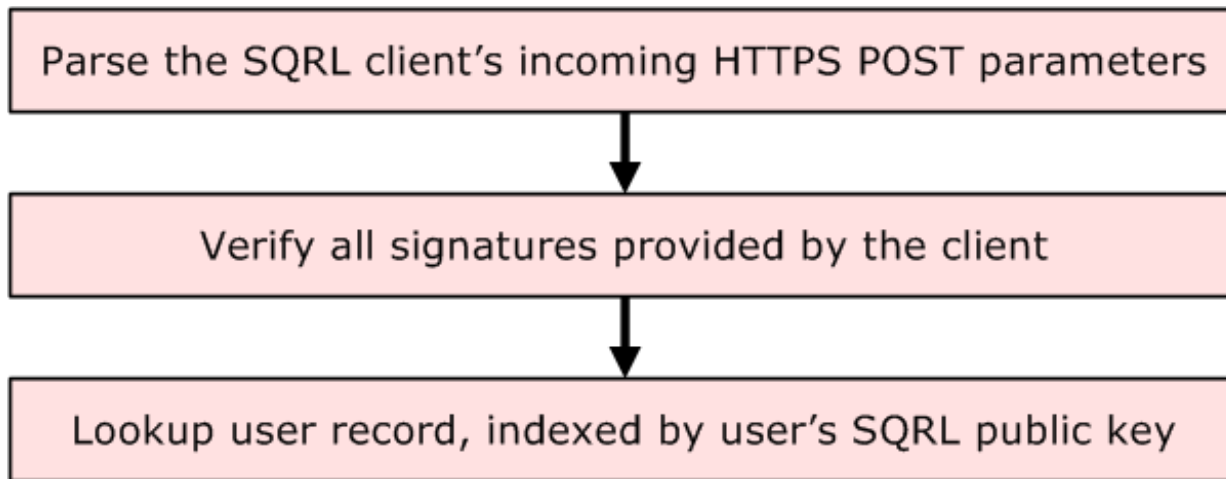 Parse the SQRL client’s incoming HTTPS POST parameters
Verify all signatures provided by the client
Lookup user record, indexed by user’s SQRL public key